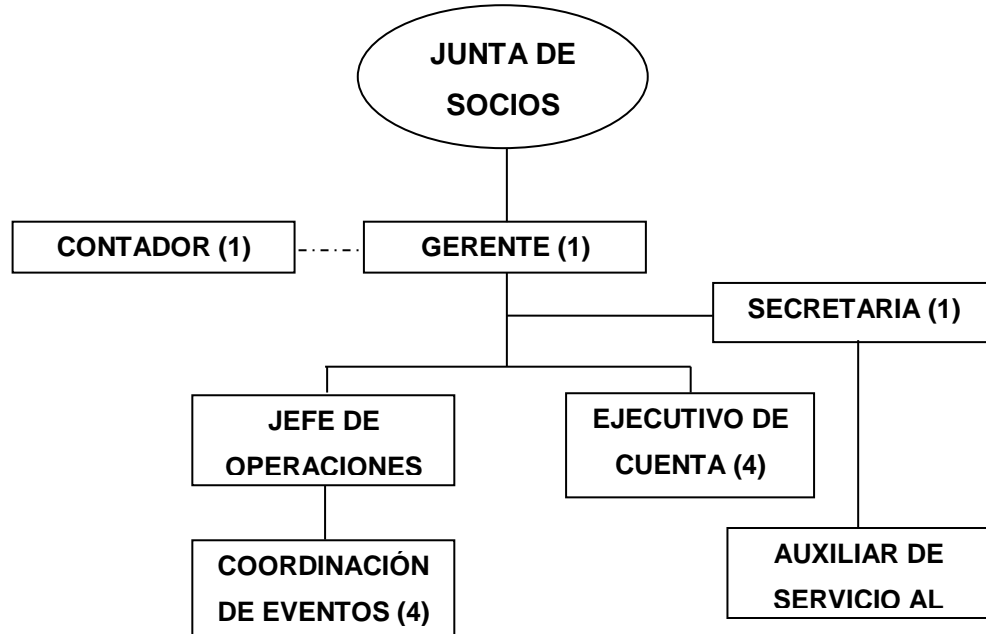 JUNTA DE
SOCIOS
CONTADOR (1)
GERENTE (1)
SECRETARIA (1)
JEFE DE
OPERACIONES
EJECUTIVO DE
CUENTA (4)
COORDINACIÓN
DE EVENTOS (4)
AUXILIAR DE
SERVICIO AL